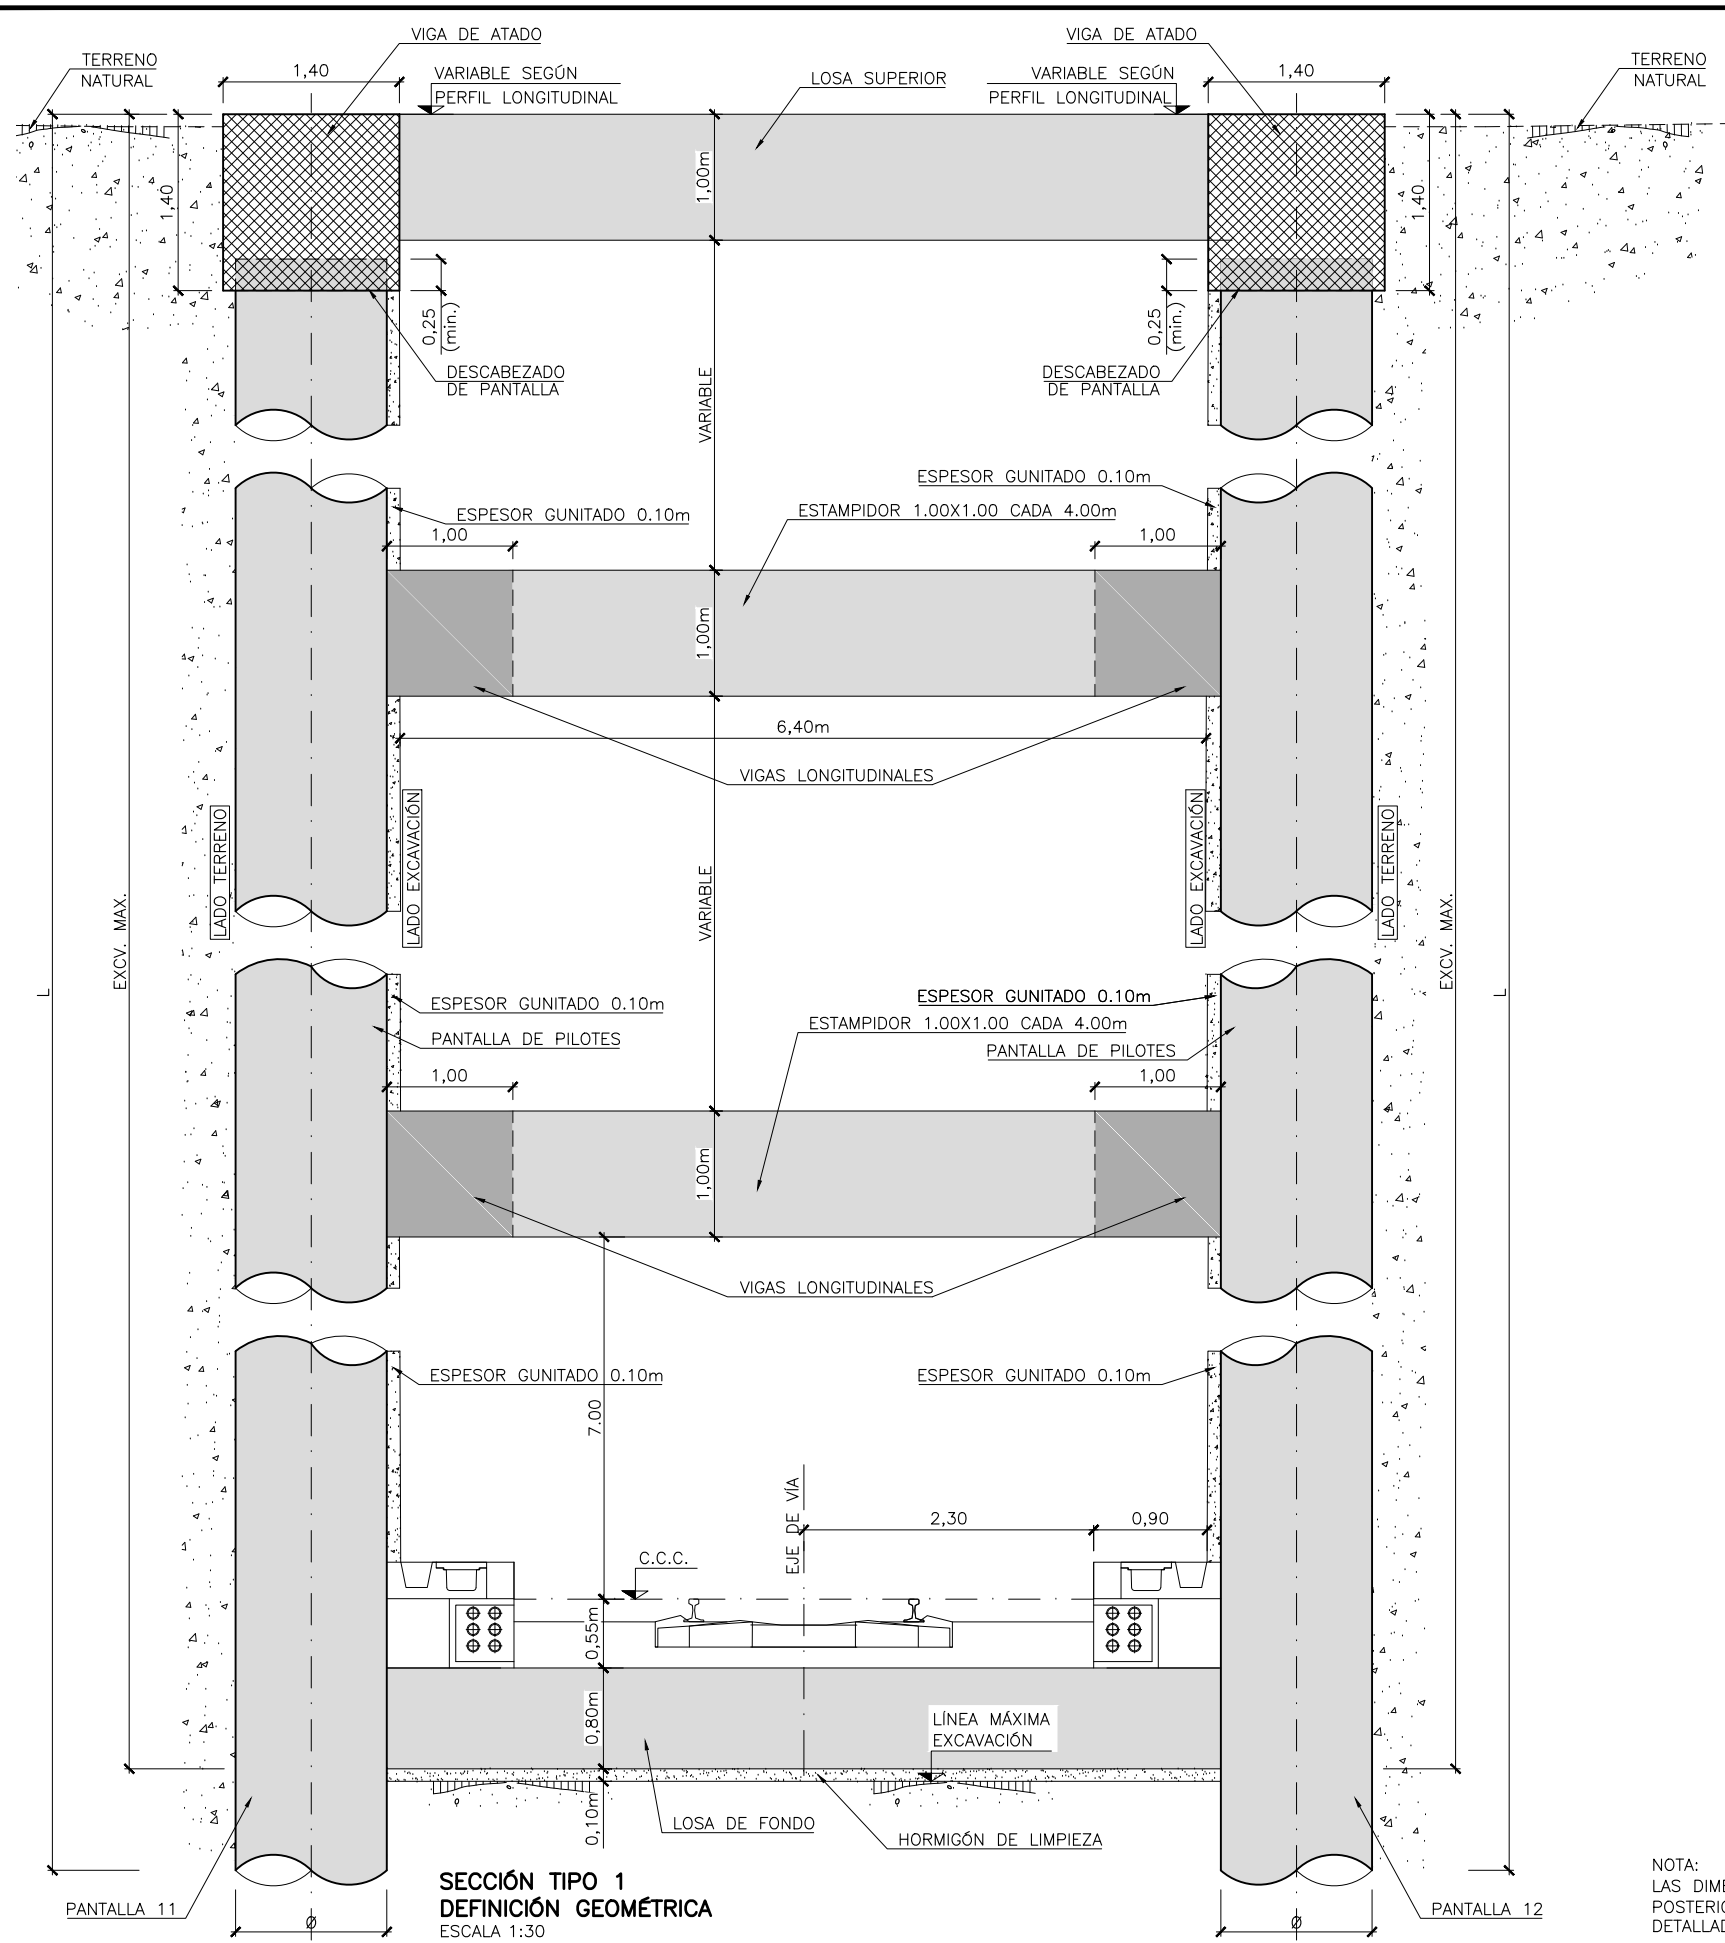 VIGA DE ATADO
VIGA DE ATADO
TERRENO
NATURAL
1,40
VARIABLE SEGÚN
PERFIL LONGITUDINAL
LOSA SUPERIOR
VARIABLE SEGÚN
PERFIL LONGITUDINAL
1,40
TERRENO
NATURAL
1,40
1,00m
1,40
0,25
(min.)
0,25
(min.)
DESCABEZADO
DE PANTALLA
DESCABEZADO
DE PANTALLA
VARIABLE
ESPESOR GUNITADO 0.10m
ESPESOR GUNITADO 0.10m
ESTAMPIDOR 1.00X1.00 CADA 4.00m
1,00
1,00
1,00m
6,40m
VIGAS LONGITUDINALES
LADO TERRENO
LADO EXCAVACIÓN
LADO EXCAVACIÓN
LADO TERRENO
VARIABLE
EXCV. MAX.
EXCV. MAX.
L
L
ESPESOR GUNITADO 0.10m
ESPESOR GUNITADO 0.10m
ESTAMPIDOR 1.00X1.00 CADA 4.00m
PANTALLA DE PILOTES
PANTALLA DE PILOTES
1,00
1,00
1,00m
VIGAS LONGITUDINALES
ESPESOR GUNITADO 0.10m
ESPESOR GUNITADO 0.10m
7.00
EJE DE VÍA
2,30
0,90
C.C.C.
0,55m
0,80m
LÍNEA MÁXIMA
EXCAVACIÓN
0,10m
LOSA DE FONDO
HORMIGÓN DE LIMPIEZA
SECCIÓN TIPO 1
DEFINICIÓN GEOMÉTRICA
ESCALA 1:30
PANTALLA 11
Ø
Ø
PANTALLA 12
NOTA:
LAS DIME
POSTERIO
DETALLAD